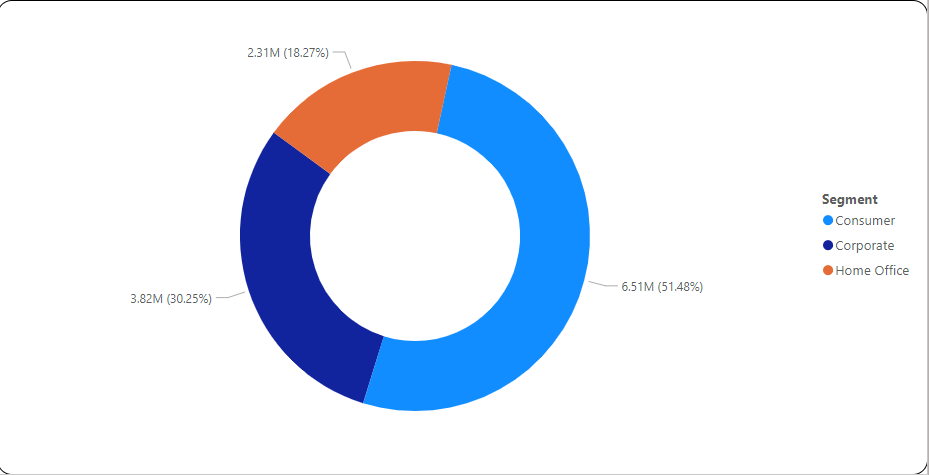 2.31M (18.27%)
3.82M (30.25%)
6.51M (51.48%)
Segment
Consumer
Corporate
Home Office